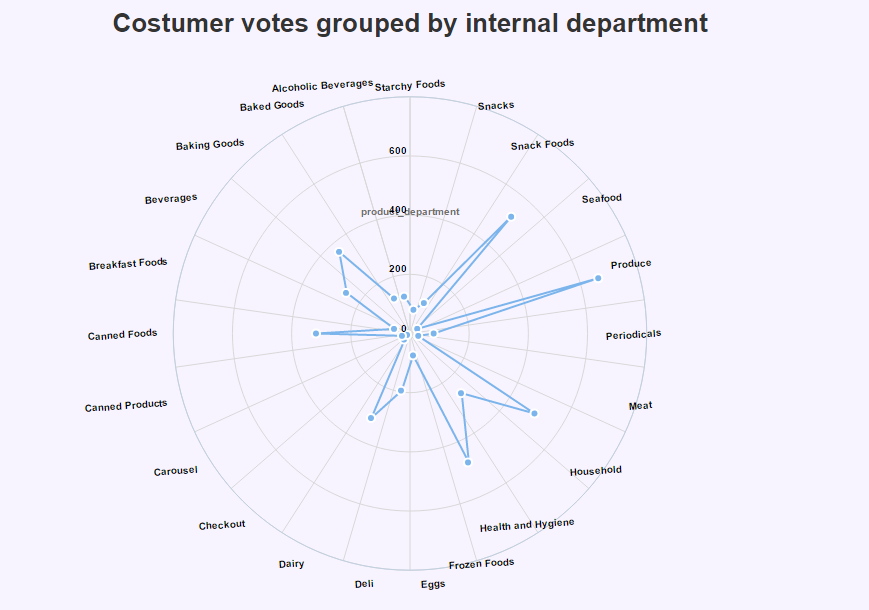 Costumer votes grouped by internal department
Alcoholic Beverages
Starchy Foods
Baked Goods
Snacks
Baking Goods
Snack Foods
600
Beverages
Seafood
400
product_department
Breakfast Foods
Produce
200
Canned Foods
0
Periodicals
Canned Products
Meat
Carousel
Household
Checkout
Health and Hygiene
Dairy
Frozen Foods
Deli
Eggs